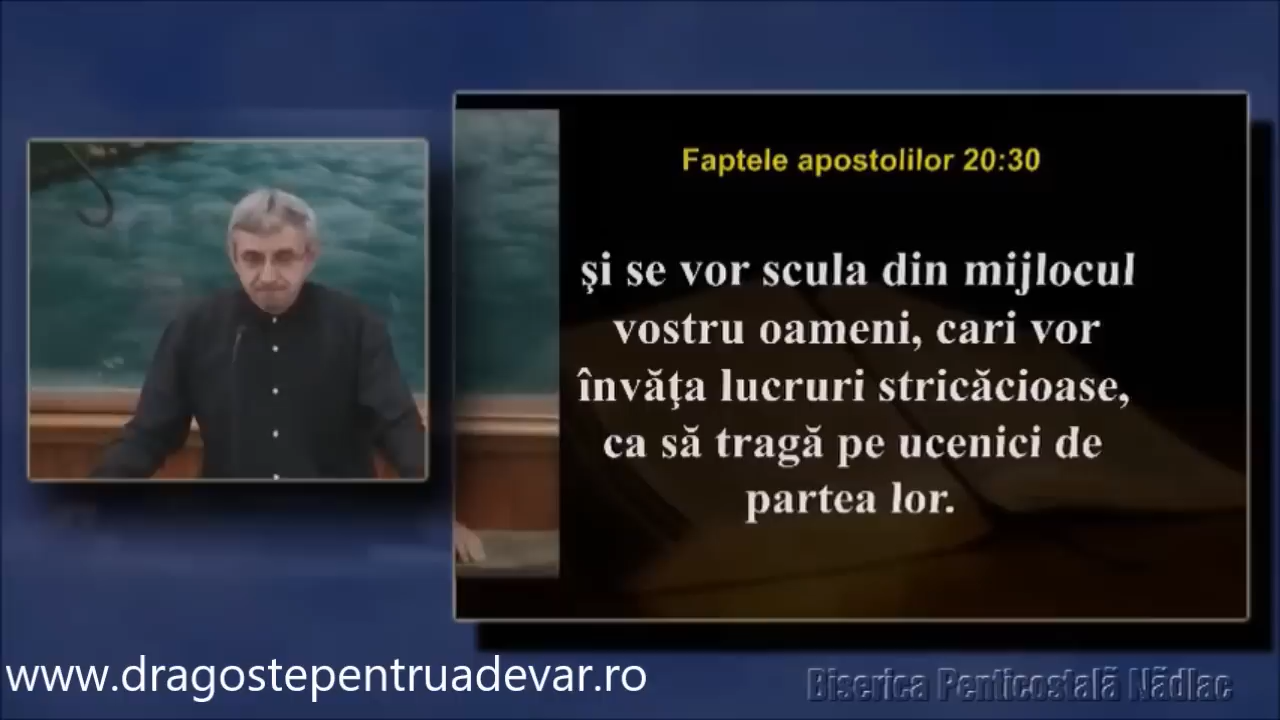 Faptele apostolilor 20:30
şi se vor scula din mijlocul
vostru oameni, cari vor
învăţa lucruri stricăcioase,
ca să tragă pe ucenici de
partea lor.
www.dragostepentruadevar.ro
Biserica Penticostală Nădlac